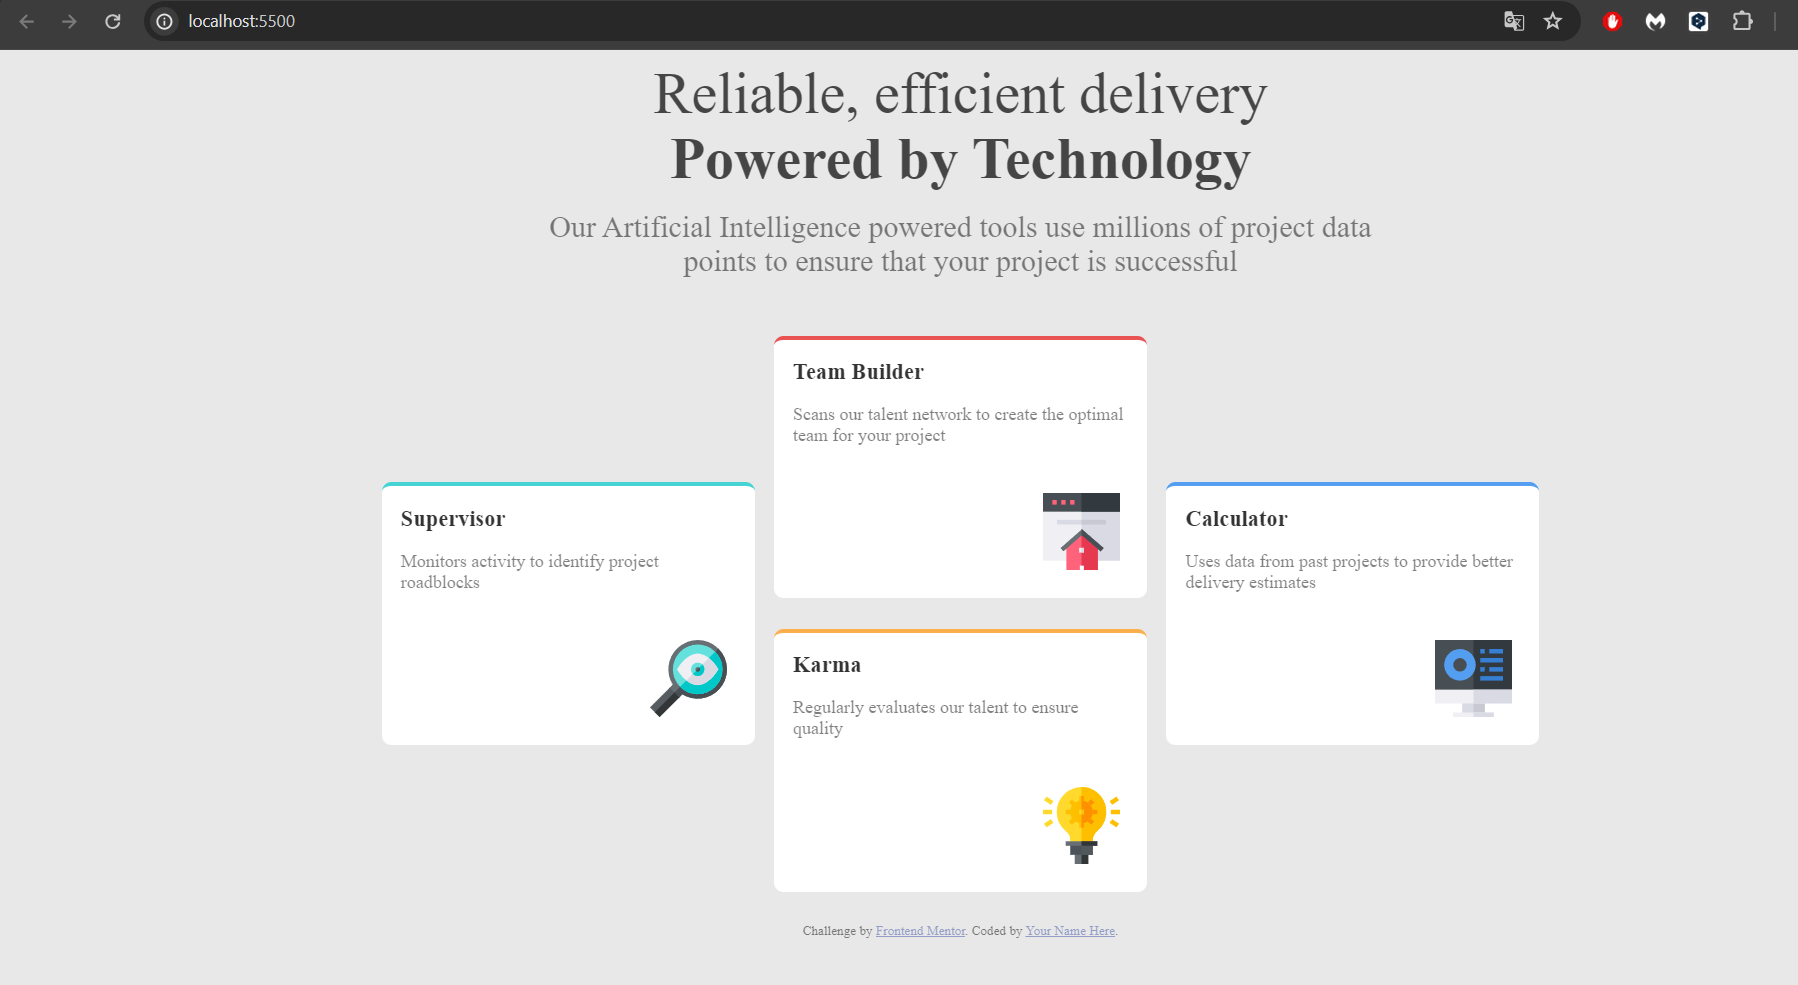 localhost:5500
Reliable, efficient delivery
Powered by Technology
Our Artificial Intelligence powered tools use millions of project data
points to ensure that your project is successful
Team Builder
Scans our talent network to create the optimal
team for your project
Supervisor
Monitors activity to identify project
roadblocks
Calculator
Uses data from past projects to provide better
delivery estimates
Karma
Regularly evaluates our talent to ensure
quality
Challenge by Frontend Mentor. Coded by Your Name Here.